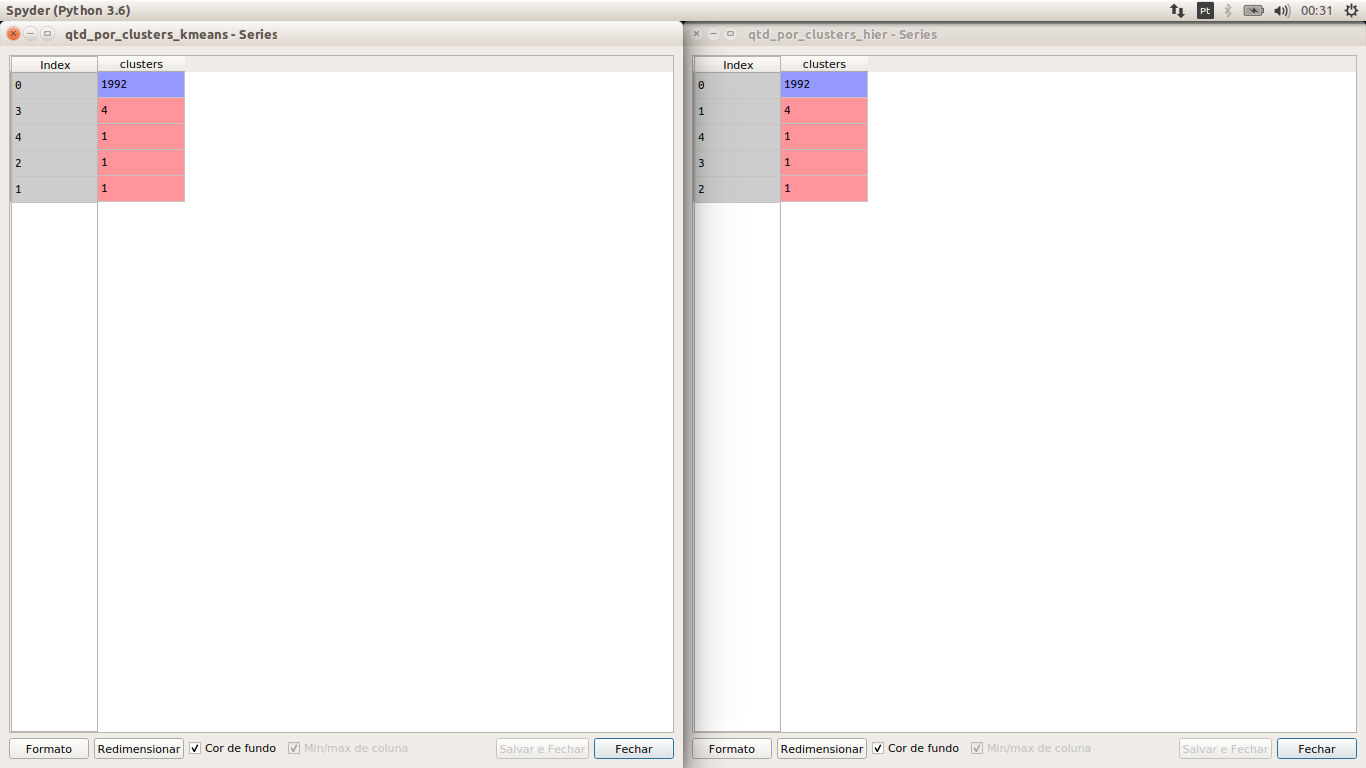 Spyder (Python 3.6)
Pt
00:31
qtd_por_clusters_kmeans - Series
Index clusters
0 1992
3 4
4 1
2 1
1 1
Formato Redimensionar Cor de fundo Min/max de coluna Salvar e Fechar Fechar
qtd_por_clusters_hier - Series
Index clusters
0 1992
1 4
4 1
3 1
2 1
Formato Redimensionar Cor de fundo Min/max de coluna Salvar e Fechar Fechar